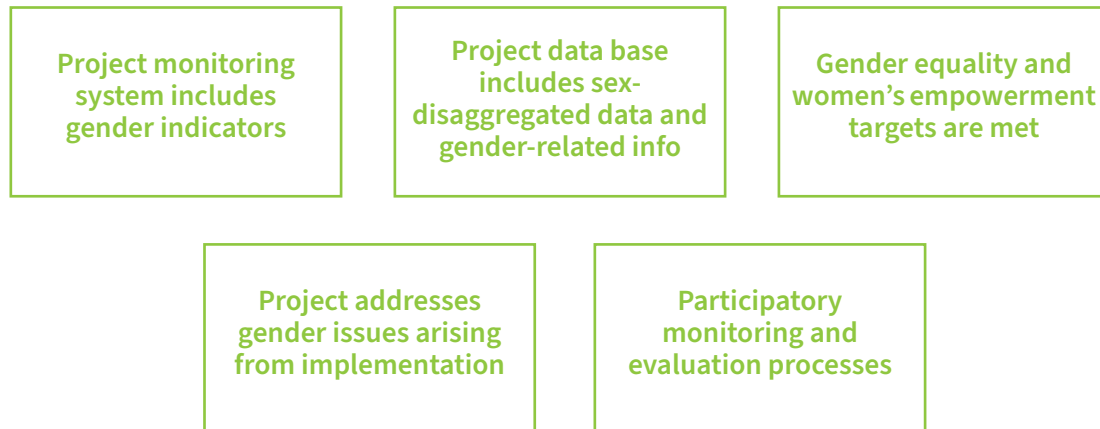 Project monitoring
system includes
gender indicators
Project data base
includes sex-
disaggregated data and
gender-related info
Gender equality and
women’s empowerment
targets are met
Project addresses
gender issues arising
from implementation
Participatory
monitoring and
evaluation processes